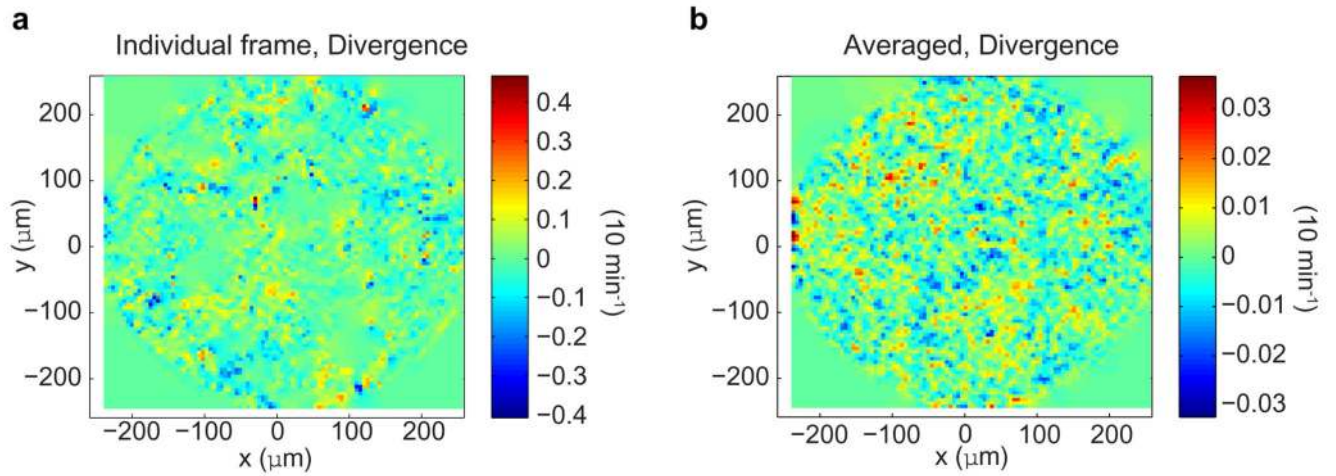 a
Individual frame, Divergence
200
100
0
−100
−200
y (μm)
−200 −100 0 100 200
x (μm)
0.4
0.3
0.2
0.1
0
−0.1
−0.2
−0.3
−0.4
(10 min⁻¹)
b
Averaged, Divergence
200
100
0
−100
−200
y (μm)
−200 −100 0 100 200
x (μm)
0.03
0.02
0.01
0
−0.01
−0.02
−0.03
(10 min⁻¹)